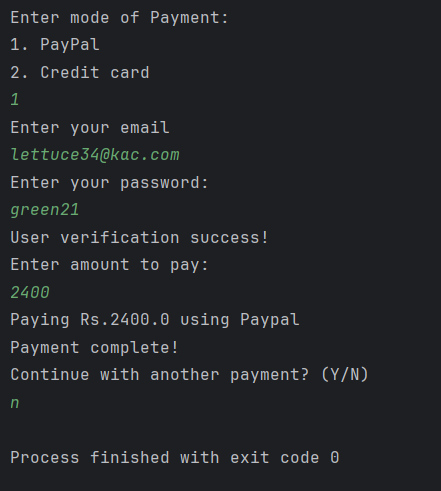 Enter mode of Payment:
1. PayPal
2. Credit card
1
Enter your email
lettuce34@kac.com
Enter your password:
green21
User verification success!
Enter amount to pay:
2400
Paying Rs.2400.0 using Paypal
Payment complete!
Continue with another payment? (Y/N)
n
Process finished with exit code 0